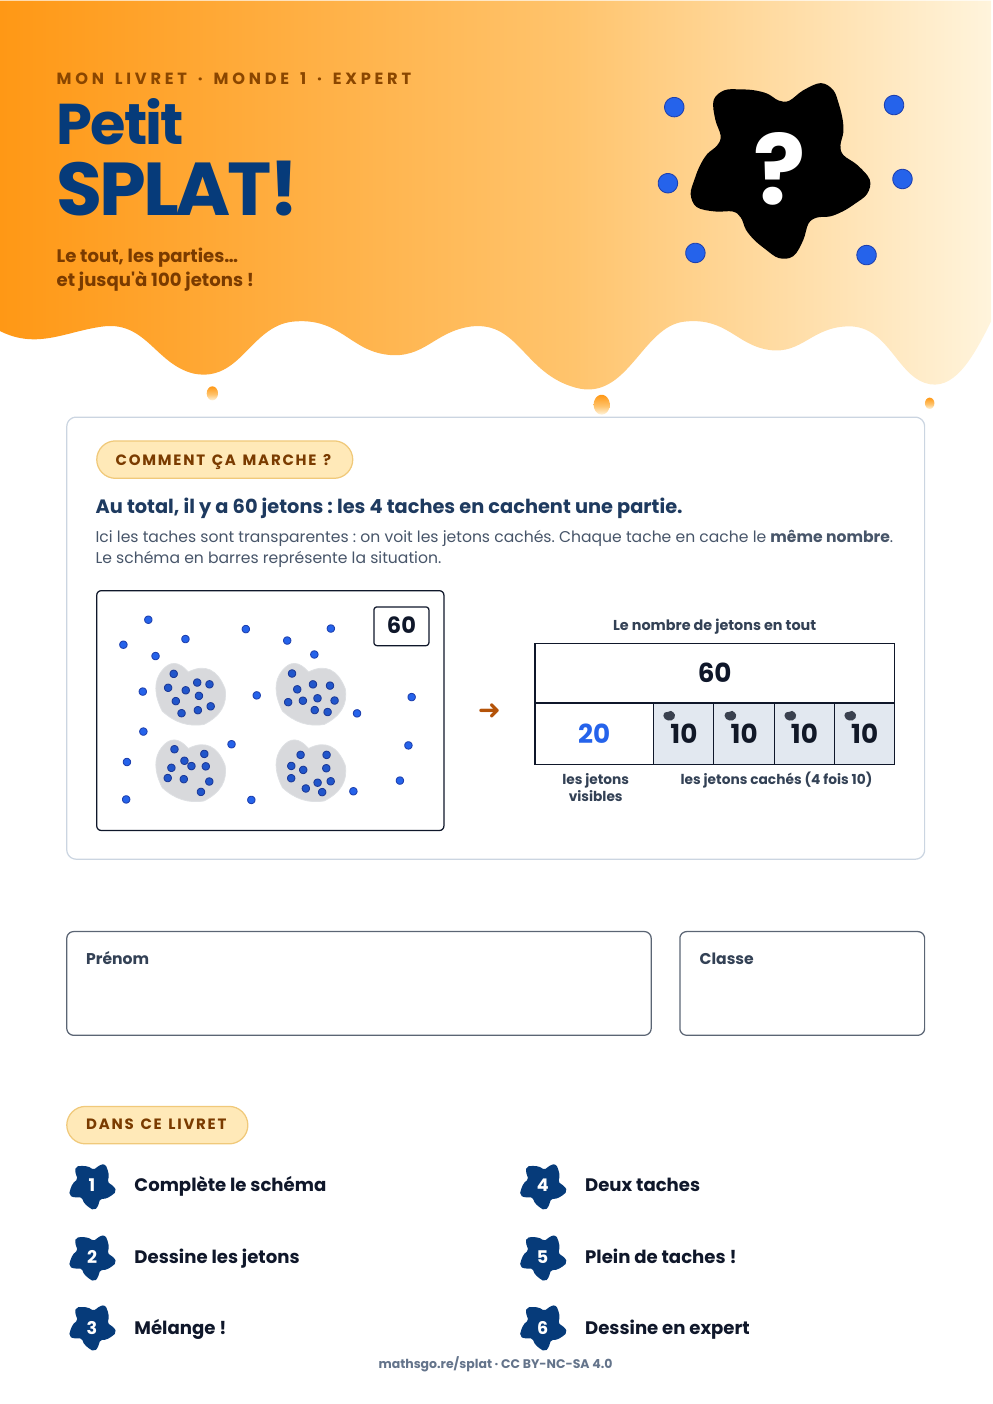 MON LIVRET · MONDE 1 · EXPERT
Petit
SPLAT!
Le tout, les parties...
et jusqu'à 100 jetons !
?
COMMENT ÇA MARCHE ?
Au total, il y a 60 jetons : les 4 taches en cachent une partie.
Ici les taches sont transparentes : on voit les jetons cachés. Chaque tache en cache le même nombre.
Le schéma en barres représente la situation.
60
➜
Le nombre de jetons en tout
60
20 10 10 10 10
les jetons
visibles
les jetons cachés (4 fois 10)
Prénom
Classe
DANS CE LIVRET
1 Complète le schéma
2 Dessine les jetons
3 Mélange !
4 Deux taches
5 Plein de taches !
6 Dessine en expert
mathsgo.re/splat · CC BY-NC-SA 4.0